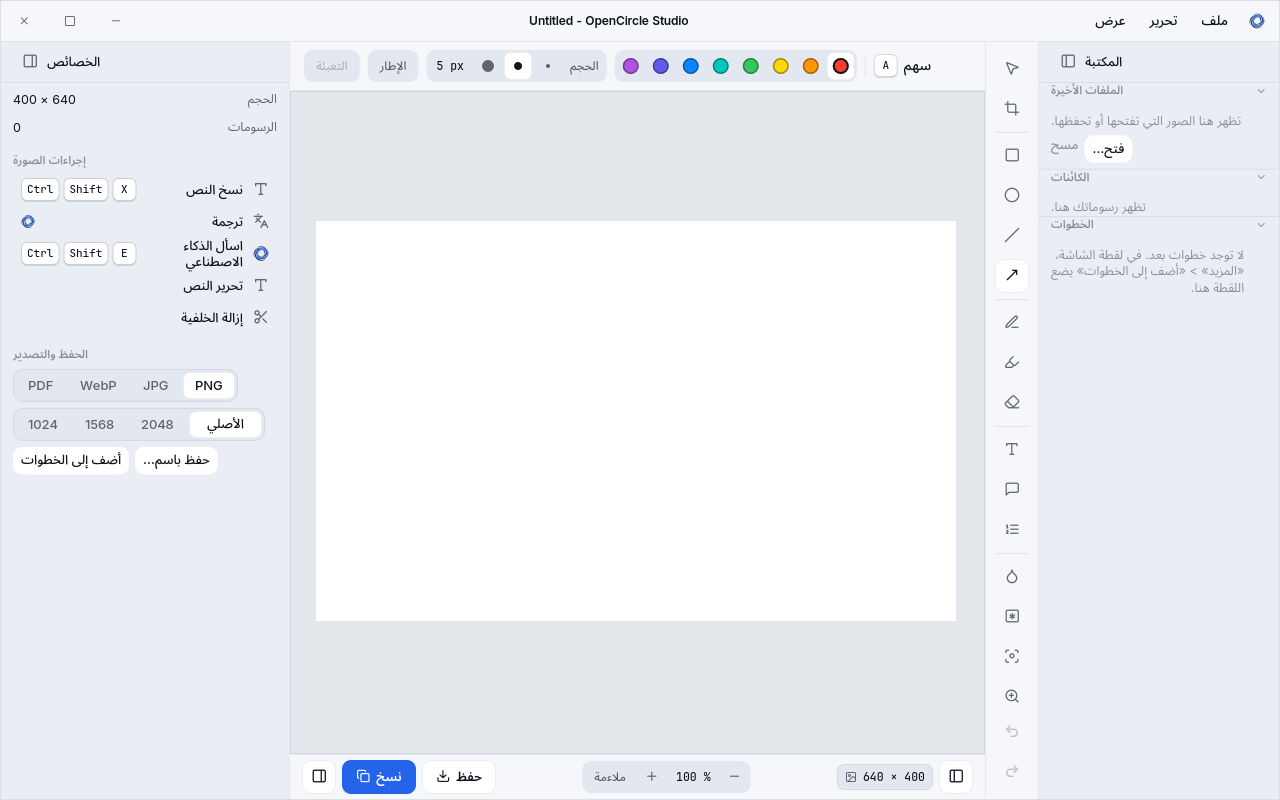 ملف
تحرير
عرض
Untitled - OpenCircle Studio
المكتبة
الملفات الأخيرة
تظهر هنا الصور التي تفتحها أو تحفظها.
فتح...
مسح
الكائنات
تظهر رسوماتك هنا.
الخطوات
لا توجد خطوات بعد. في لقطة الشاشة،
«المزيد» > «أضف إلى الخطوات» يضع
اللقطة هنا.
سهم A
الحجم 5 px
الإطار
التعبئة
الخصائص
الحجم 640 × 400
الرسومات 0
إجراءات الصورة
نسخ النص Ctrl Shift X
ترجمة
اسأل الذكاء
الاصطناعي Ctrl Shift E
تحرير النص
إزالة الخلفية
الحفظ والتصدير
PNG JPG WebP PDF
الأصلي 2048 1568 1024
حفظ باسم... أضف إلى الخطوات
640 × 400
100 %
ملاءمة
حفظ
نسخ